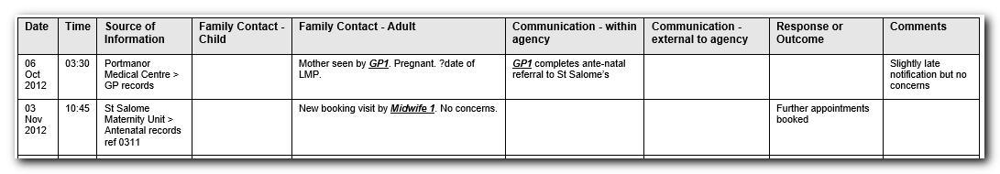 Date Time Source of Information Family Contact - Child Family Contact - Adult Communication - within agency Communication - external to agency Response or Outcome Comments
06 Oct 2012 03:30 Portmanor Medical Centre > GP records Mother seen by GP1. Pregnant. ?date of LMP. GP1 completes ante-natal referral to St Salome's Slightly late notification but no concerns
03 Nov 2012 10:45 St Salome Maternity Unit > Antenatal records ref 0311 New booking visit by Midwife 1. No concerns. Further appointments booked